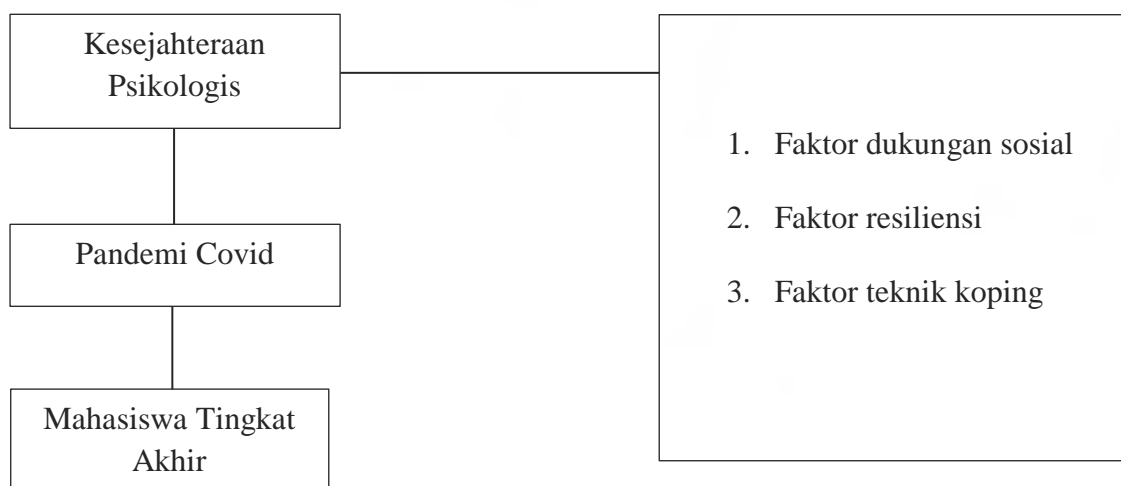 Kesejahteraan
Psikologis
Pandemi Covid
Mahasiswa Tingkat
Akhir
1. Faktor dukungan sosial
2. Faktor resiliensi
3. Faktor teknik koping